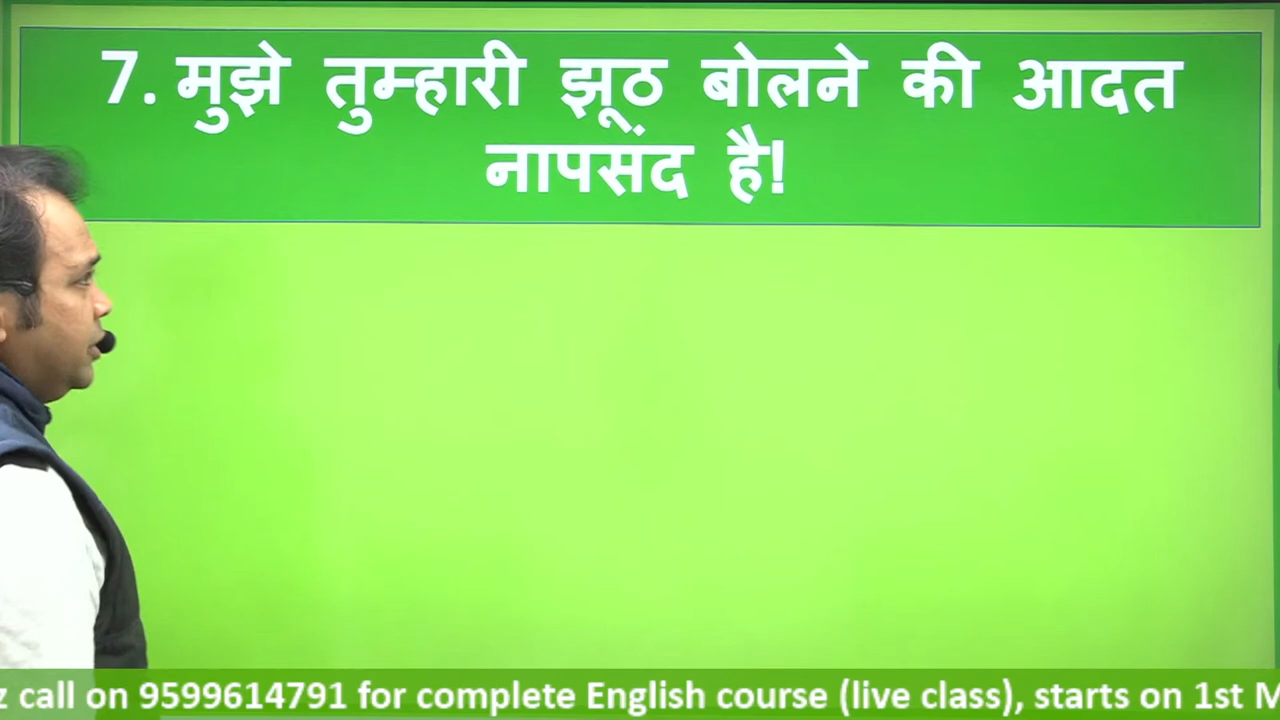 7. मुझे तुम्हारी झूठ बोलने की आदत
नापसंद है!
call on 9599614791 for complete English course (live class), starts on 1st